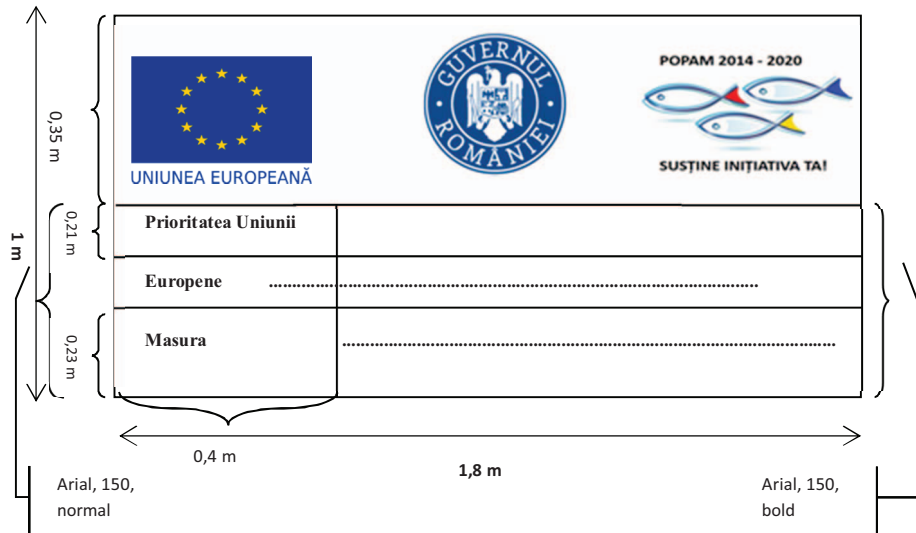 POPAM 2014 - 2020
GUVERNUL ROMÂNIEI
UNIUNEA EUROPEANĂ
SUSȚINE INIȚIATIVA TA!
0,35 m
1 m
0,21 m
Prioritatea Uniunii
Europene ........................................................................................................
0,23 m
Masura ........................................................................................................
0,4 m
1,8 m
Arial, 150,
normal
Arial, 150,
bold